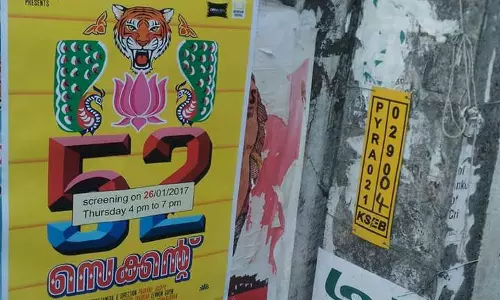 PRESENTS
52
screening on 26/01/2017
Thursday 4 pm to 7 pm
സെക്കന്റ്
PYRA021
029004
KSEB